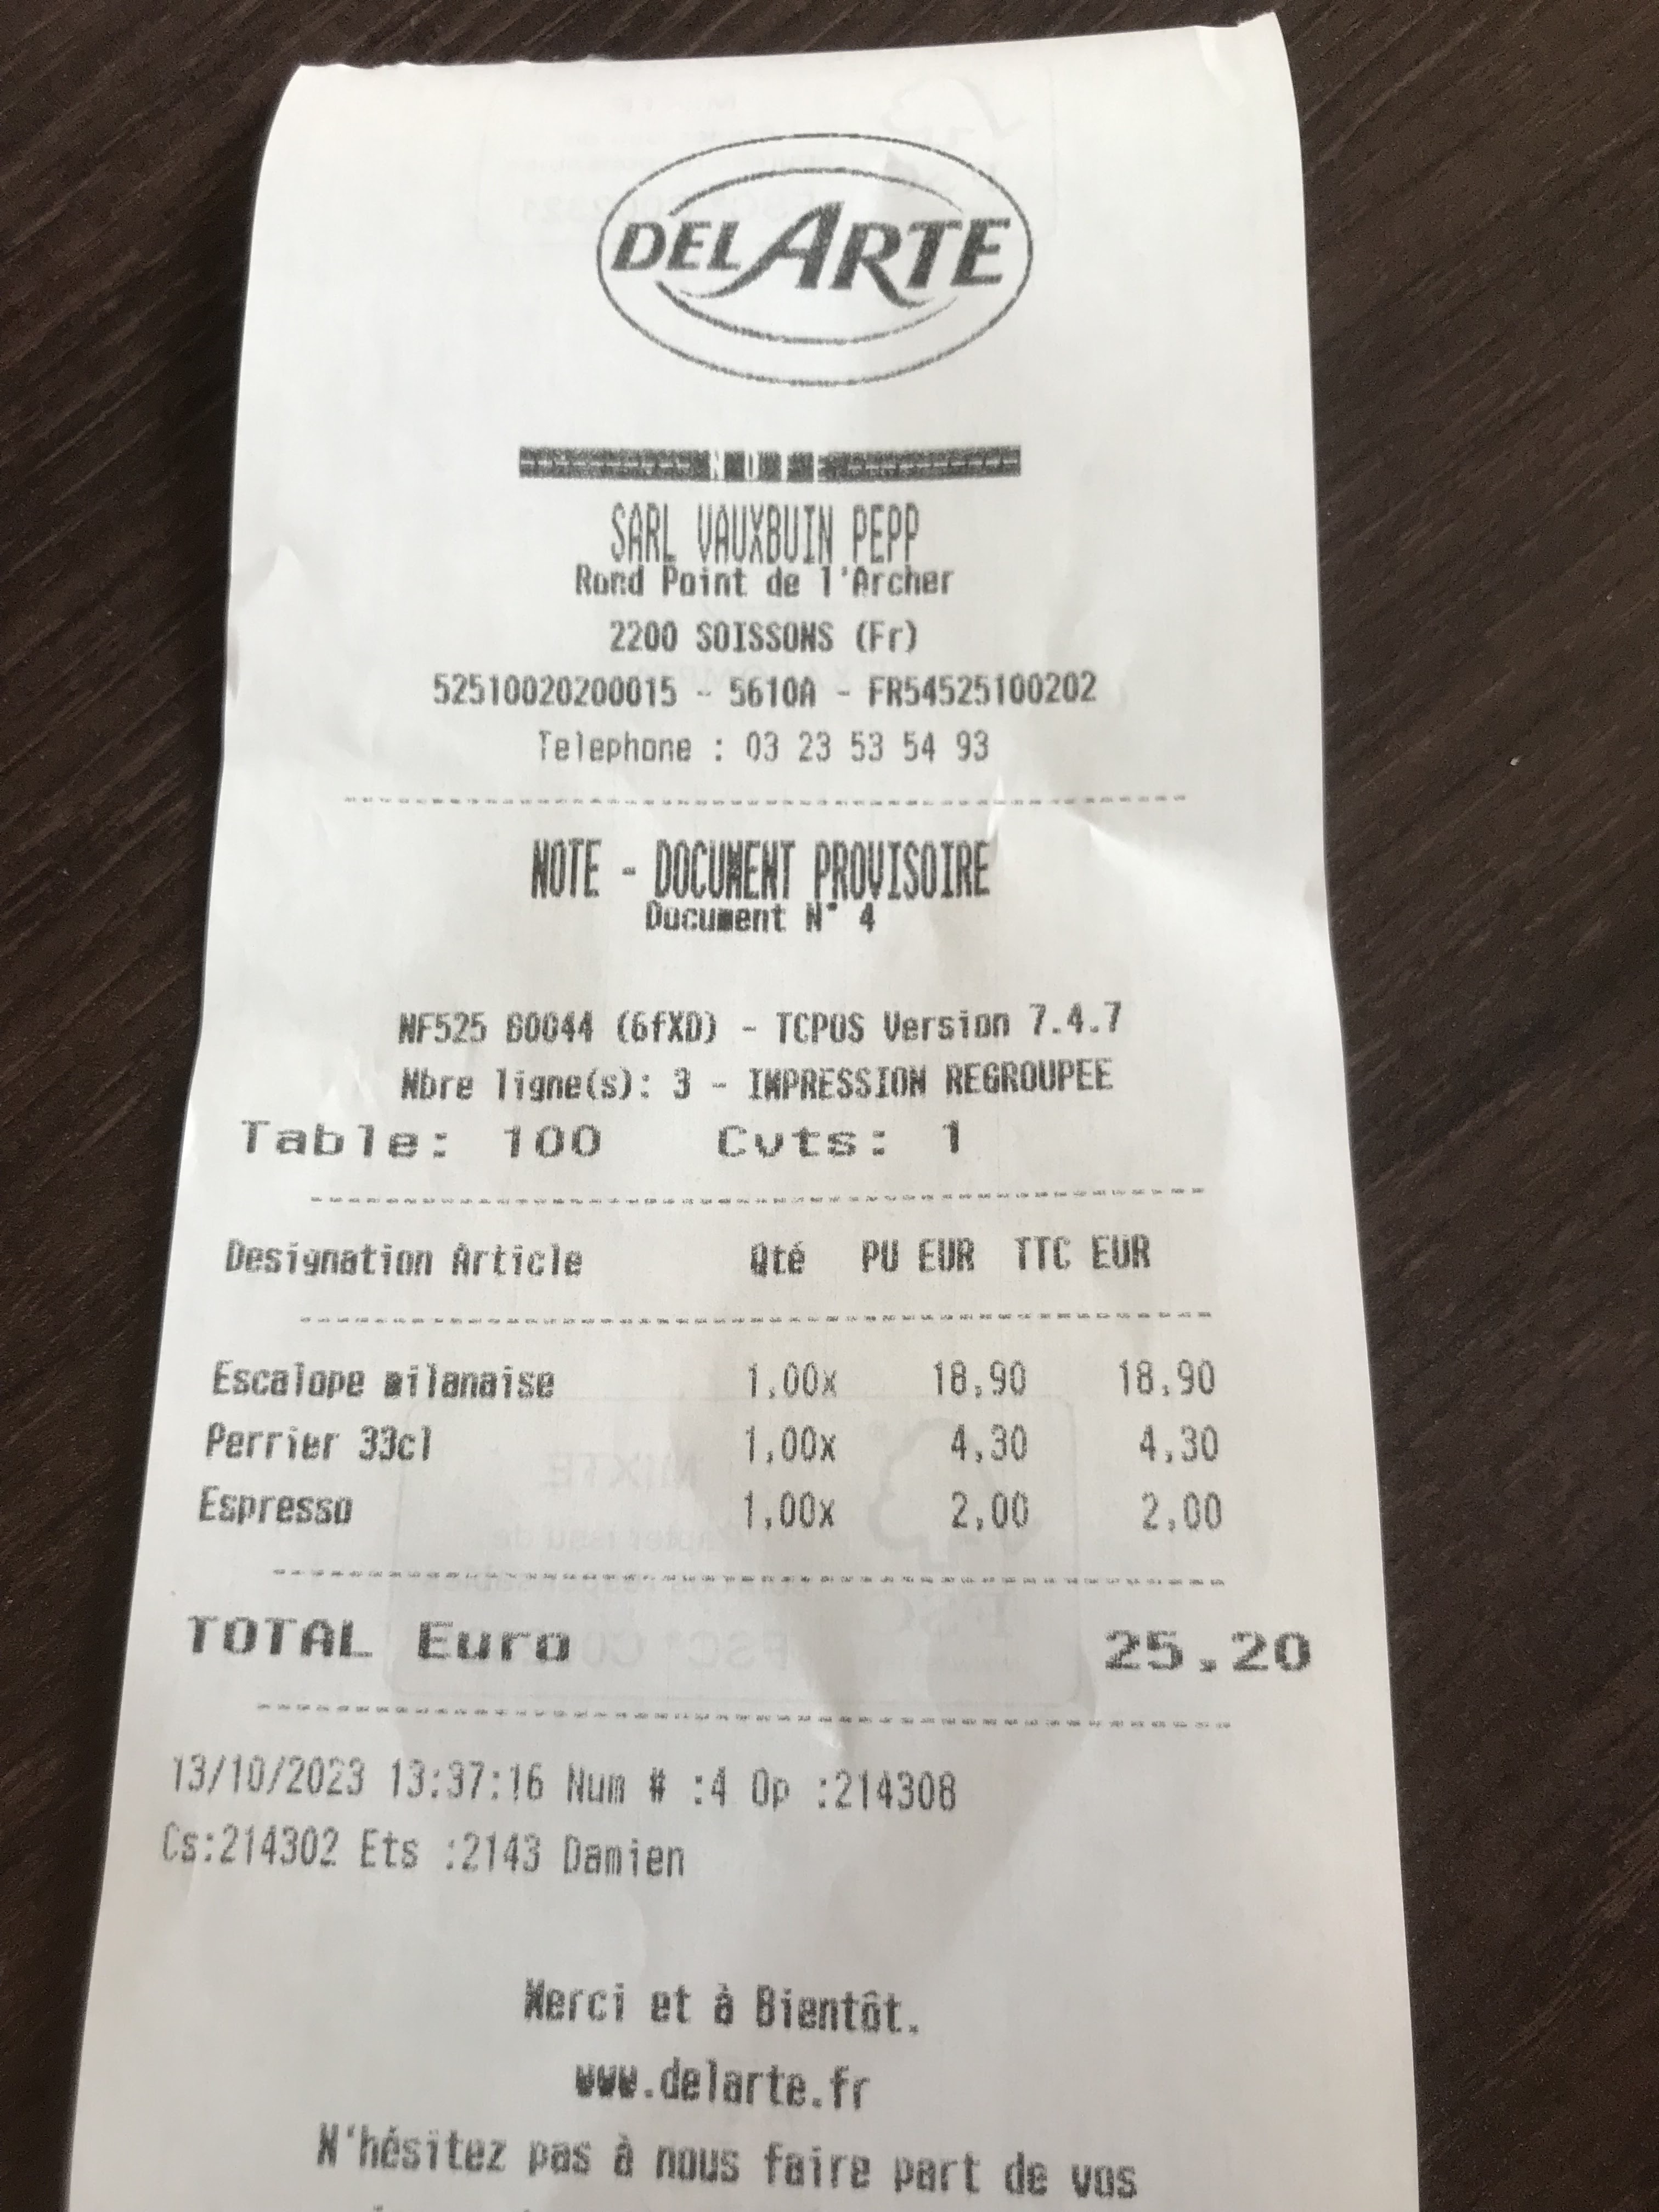 DEL ARTE
NOTE
SARL VAUXBUIN PEPP
Rond Point de l'Archer
2200 SOISSONS (Fr)
52510020200015 - 5610A - FR54525100202
Telephone : 03 23 53 54 93
NOTE - DOCUMENT PROVISOIRE
Document N° 4
NF525 B0044 (6fXD) - TCPOS Version 7.4.7
Nbre ligne(s): 3 - IMPRESSION REGROUPEE
Table: 100 Cvts: 1
Designation Article Qté PU EUR TTC EUR
Escalope milanaise 1,00x 18,90 18,90
Perrier 33cl 1,00x 4,30 4,30
Espresso 1,00x 2,00 2,00
TOTAL Euro 25.20
13/10/2023 13:37:16 Num # :4 Op :214308
Cs:214302 Ets :2143 Damien
Merci et à Bientôt.
www.delarte.fr
N'hésitez pas à nous faire part de vos